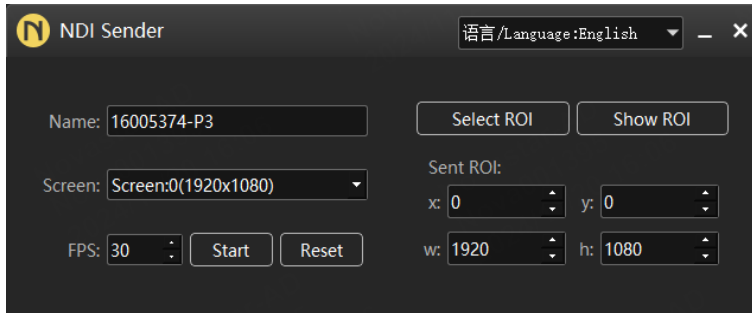 NDI Sender
语言/Language:English
Name: 16005374-P3
Select ROI
Show ROI
Screen: Screen:0(1920x1080)
Sent ROI:
x: 0
y: 0
FPS: 30
Start
Reset
w: 1920
h: 1080